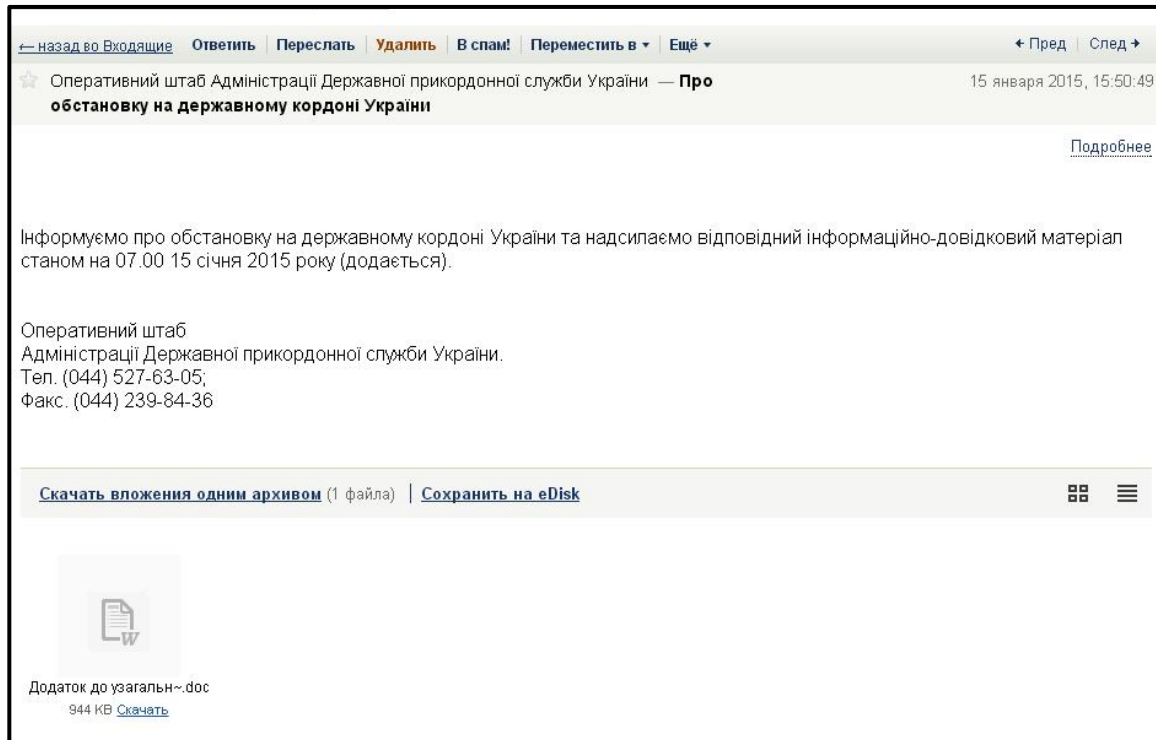 ← назад во Входящие Ответить Переслать Удалить В спам! Переместить в ▾ Ещё ▾ ← Пред След →
Оперативний штаб Адміністрації Державної прикордонної служби України — Про 15 января 2015, 15:50:49
обстановку на державному кордоні України
Подробнее
Інформуємо про обстановку на державному кордоні України та надсилаємо відповідний інформаційно-довідковий матеріал
станом на 07.00 15 січня 2015 року (додається).
Оперативний штаб
Адміністрації Державної прикордонної служби України.
Тел. (044) 527-63-05;
Факс. (044) 239-84-36
Скачать вложения одним архивом (1 файла) Сохранить на eDisk
W
Додаток до узагальн~.doc
944 KB Скачать